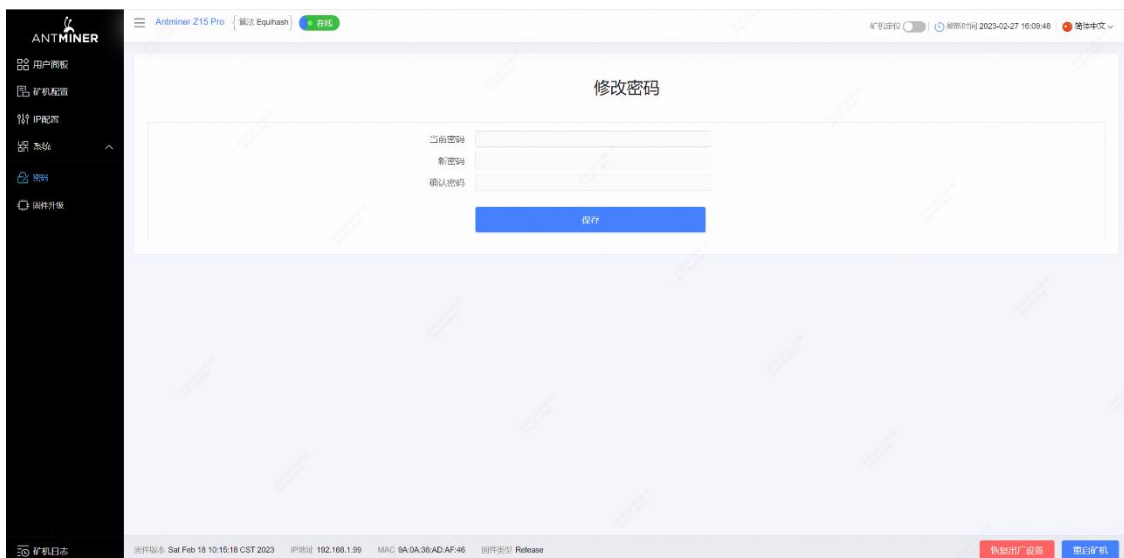 ANTMINER
Antminer Z15 Pro {算法 Equihash} 在线
矿机定位 刷新时间 2023-02-27 16:09:48 简体中文
用户面板
矿机配置
IP配置
系统
密码
固件升级
修改密码
当前密码
新密码
确认密码
保存
矿机日志
固件版本 Sat Feb 18 10:15:18 CST 2023 IP地址 192.168.1.99 MAC 9A:0A:36:AD:AF:46 固件类型 Release
恢复出厂设置 重启矿机